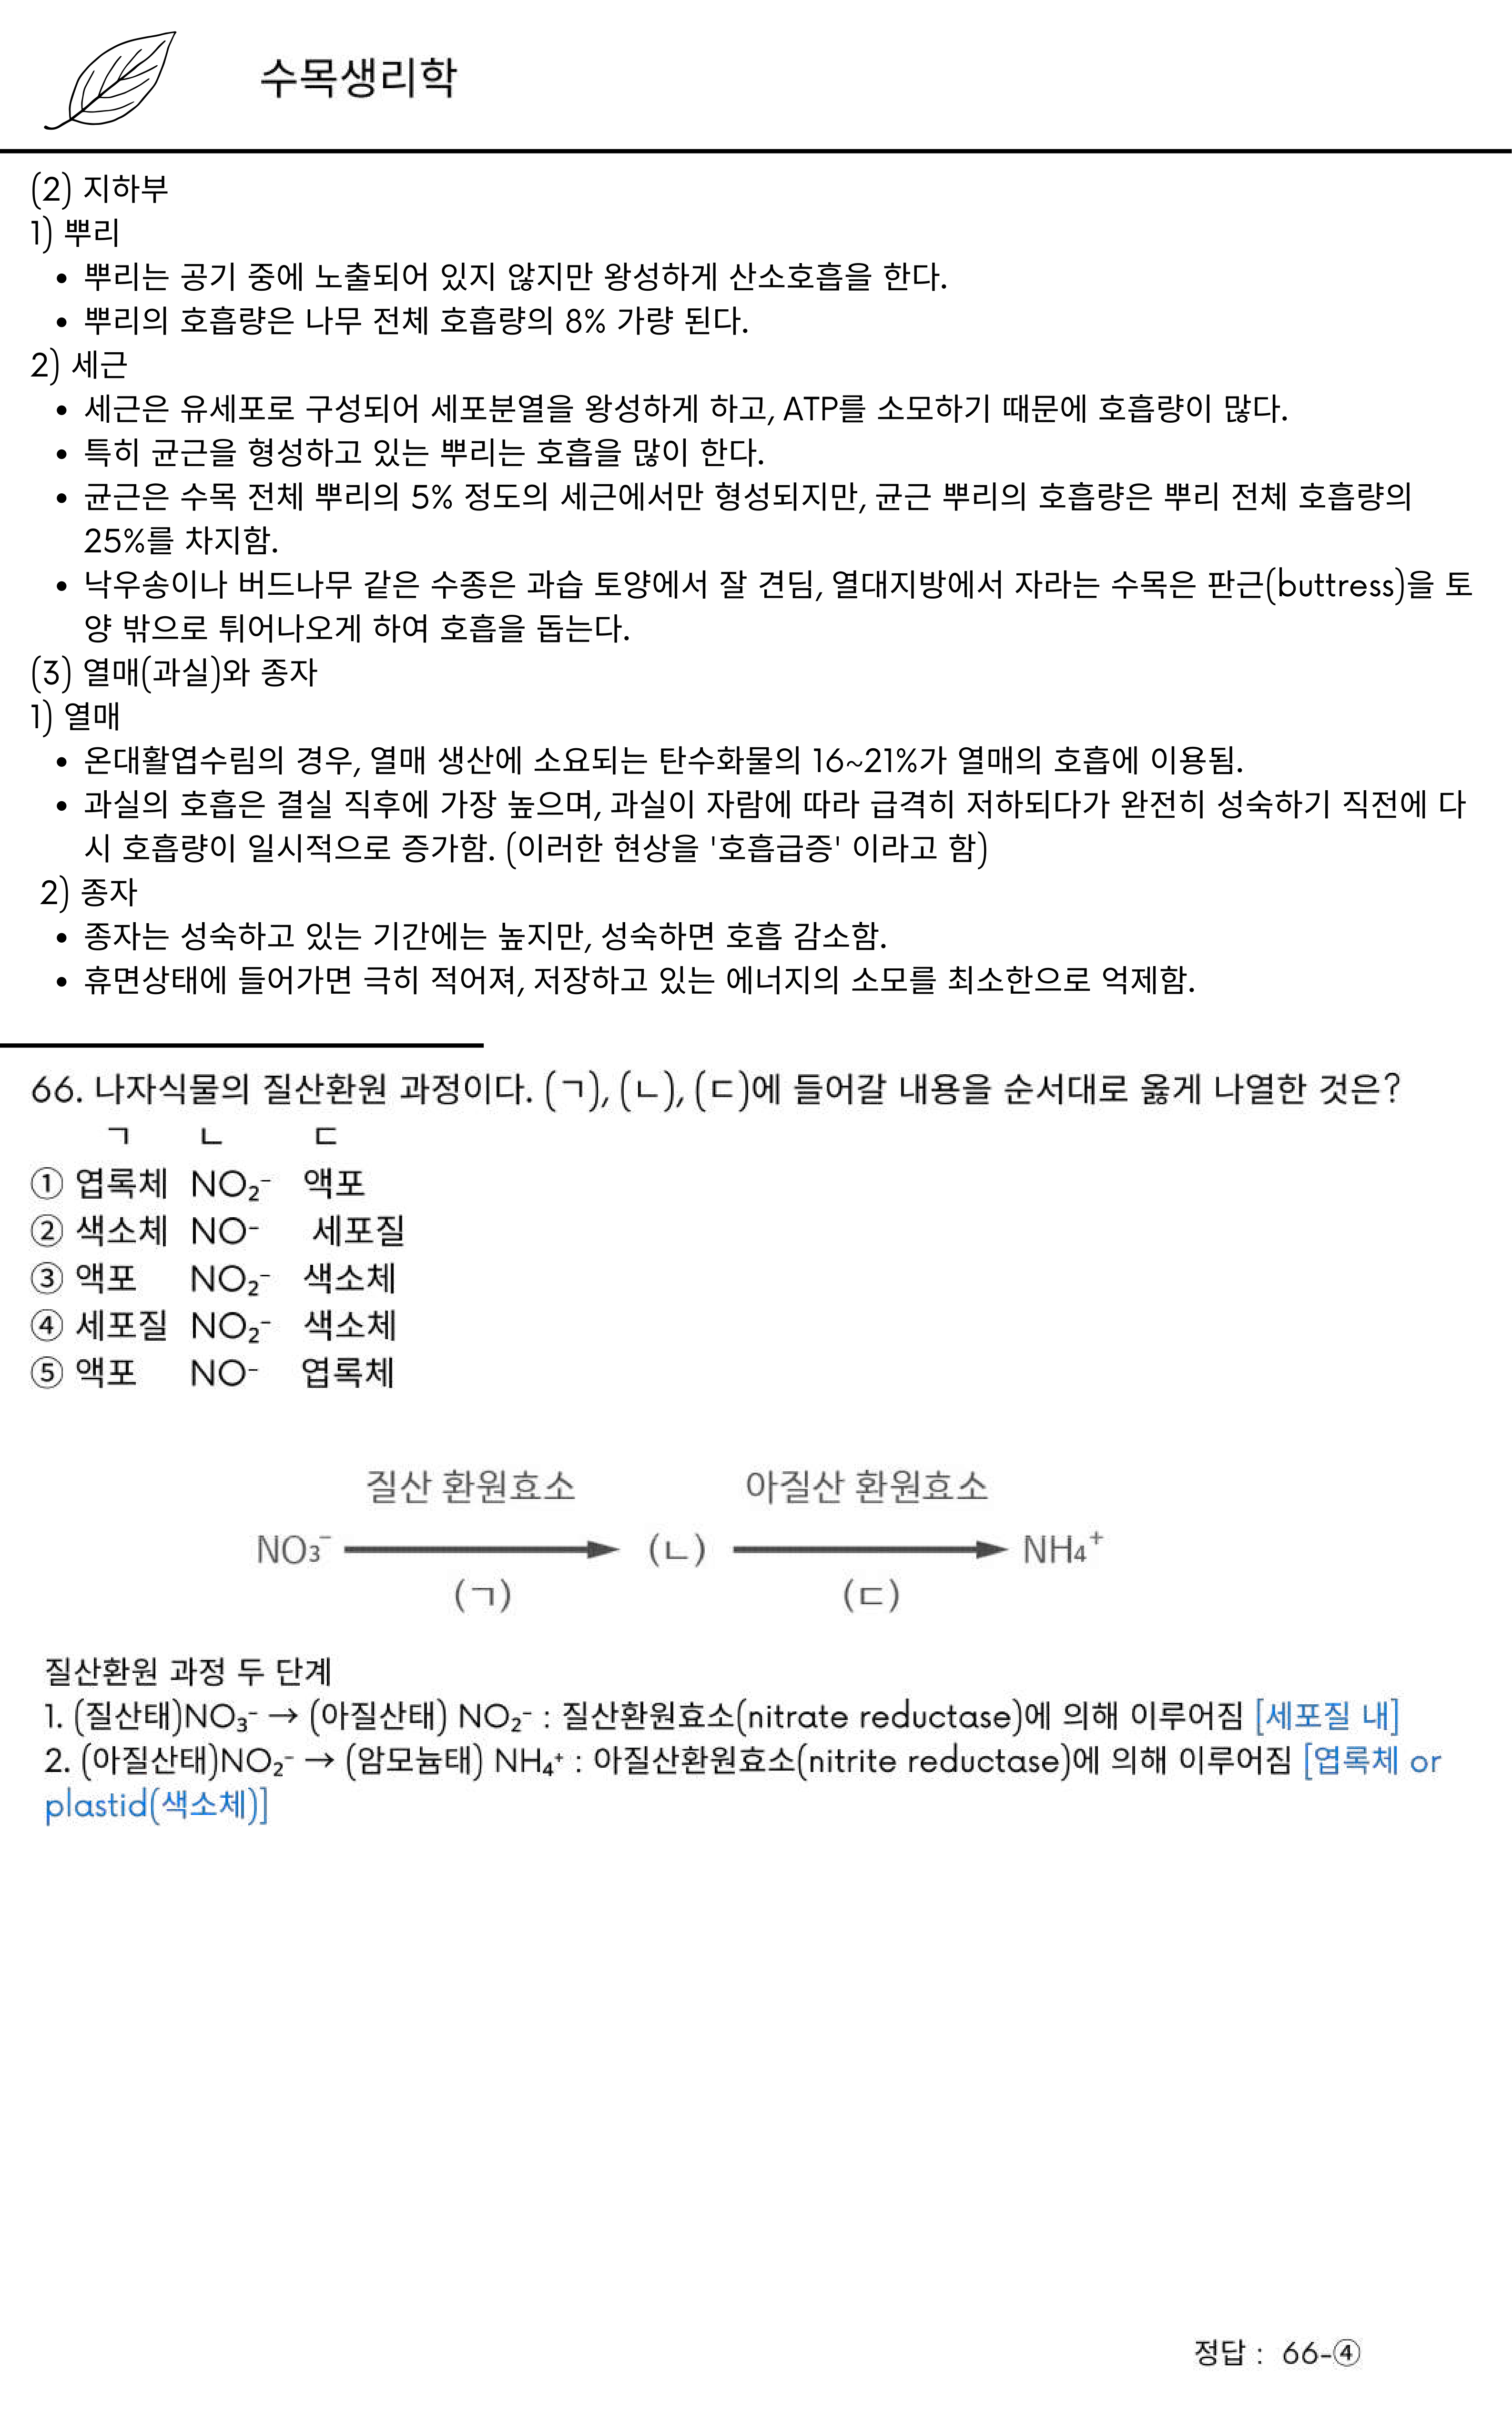 수목생리학
(2) 지하부
1) 뿌리
• 뿌리는 공기 중에 노출되어 있지 않지만 왕성하게 산소호흡을 한다.
• 뿌리의 호흡량은 나무 전체 호흡량의 8% 가량 된다.
2) 세근
• 세근은 유세포로 구성되어 세포분열을 왕성하게 하고, ATP를 소모하기 때문에 호흡량이 많다.
• 특히 균근을 형성하고 있는 뿌리는 호흡을 많이 한다.
• 균근은 수목 전체 뿌리의 5% 정도의 세근에서만 형성되지만, 균근 뿌리의 호흡량은 뿌리 전체 호흡량의
25%를 차지함.
• 낙우송이나 버드나무 같은 수종은 과습 토양에서 잘 견딤, 열대지방에서 자라는 수목은 판근(buttress)을 토
양 밖으로 튀어나오게 하여 호흡을 돕는다.
(3) 열매(과실)와 종자
1) 열매
• 온대활엽수림의 경우, 열매 생산에 소요되는 탄수화물의 16~21%가 열매의 호흡에 이용됨.
• 과실의 호흡은 결실 직후에 가장 높으며, 과실이 자람에 따라 급격히 저하되다가 완전히 성숙하기 직전에 다
시 호흡량이 일시적으로 증가함. (이러한 현상을 '호흡급증' 이라고 함)
2) 종자
• 종자는 성숙하고 있는 기간에는 높지만, 성숙하면 호흡 감소함.
• 휴면상태에 들어가면 극히 적어져, 저장하고 있는 에너지의 소모를 최소한으로 억제함.
66. 나자식물의 질산환원 과정이다. (ㄱ), (ㄴ), (ㄷ)에 들어갈 내용을 순서대로 옳게 나열한 것은?
ㄱ ㄴ ㄷ
① 엽록체 NO₂⁻ 액포
② 색소체 NO⁻ 세포질
③ 액포 NO₂⁻ 색소체
④ 세포질 NO₂⁻ 색소체
⑤ 액포 NO⁻ 엽록체
질산 환원효소 아질산 환원효소
NO₃⁻ (ㄴ) NH₄⁺
(ㄱ) (ㄷ)
질산환원 과정 두 단계
1. (질산태)NO₃⁻ → (아질산태) NO₂⁻ : 질산환원효소(nitrate reductase)에 의해 이루어짐 [세포질 내]
2. (아질산태)NO₂⁻ → (암모늄태) NH₄⁺ : 아질산환원효소(nitrite reductase)에 의해 이루어짐 [엽록체 or
plastid(색소체)]
정답 : 66-④